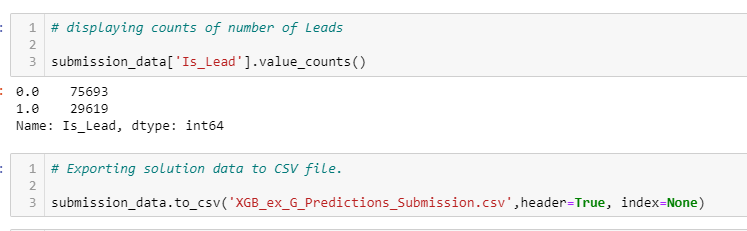 1 # displaying counts of number of Leads
2
3 submission_data['Is_Lead'].value_counts()
0.0    75693
1.0    29619
Name: Is_Lead, dtype: int64
1 # Exporting solution data to CSV file.
2
3 submission_data.to_csv('XGB_ex_G_Predictions_Submission.csv',header=True, index=None)